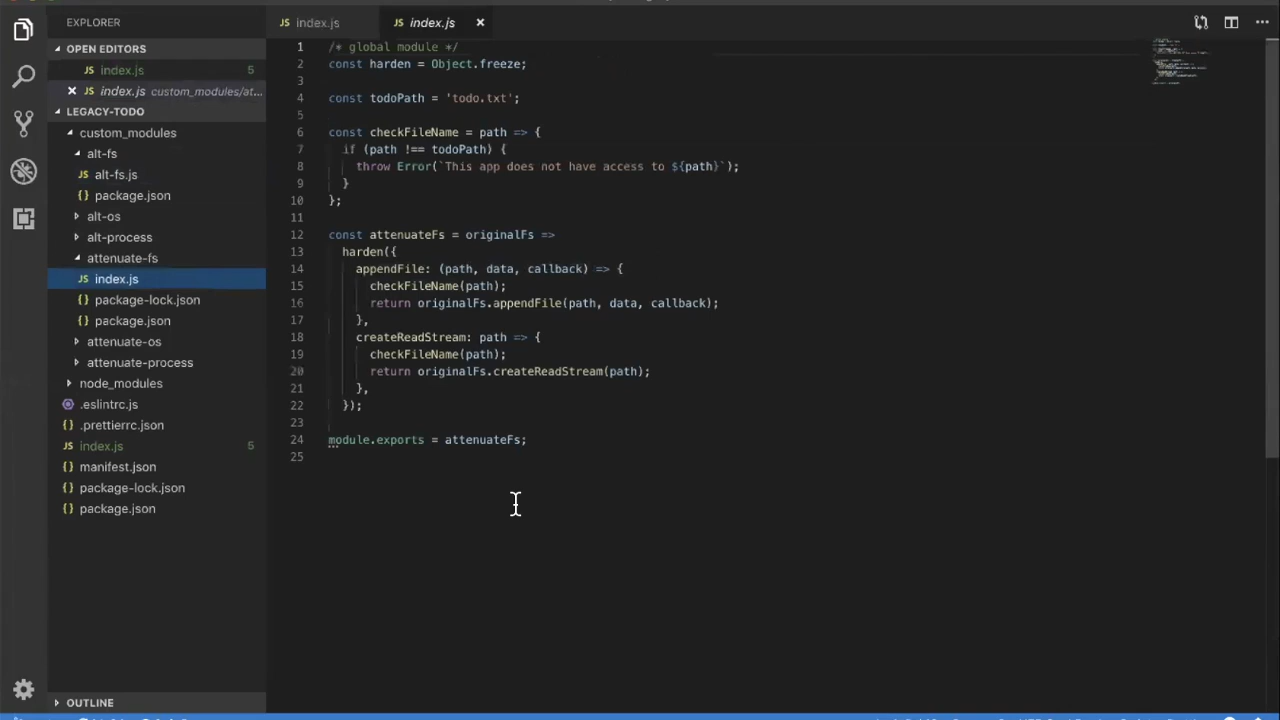 EXPLORER
OPEN EDITORS
JS index.js 5
JS index.js custom_modules/at...
LEGACY-TODO
custom_modules
alt-fs
JS alt-fs.js
{} package.json
alt-os
alt-process
attenuate-fs
JS index.js
{} package-lock.json
{} package.json
attenuate-os
attenuate-process
node_modules
.eslintrc.js
{} .prettierrc.js
JS index.js 5
{} manifest.json
{} package-lock.json
{} package.json
OUTLINE
JS index.js JS index.js
1 /* global module */
2 const harden = Object.freeze;
3
4 const todoPath = 'todo.txt';
5
6 const checkFileName = path => {
7 if (path !== todoPath) {
8 throw Error(`This app does not have access to ${path}`);
9 }
10 };
11
12 const attenuateFs = originalFs =>
13 harden({
14 appendFile: (path, data, callback) => {
15 checkFileName(path);
16 return originalFs.appendFile(path, data, callback);
17 },
18 createReadStream: path => {
19 checkFileName(path);
20 return originalFs.createReadStream(path);
21 },
22 });
23
24 module.exports = attenuateFs;
25